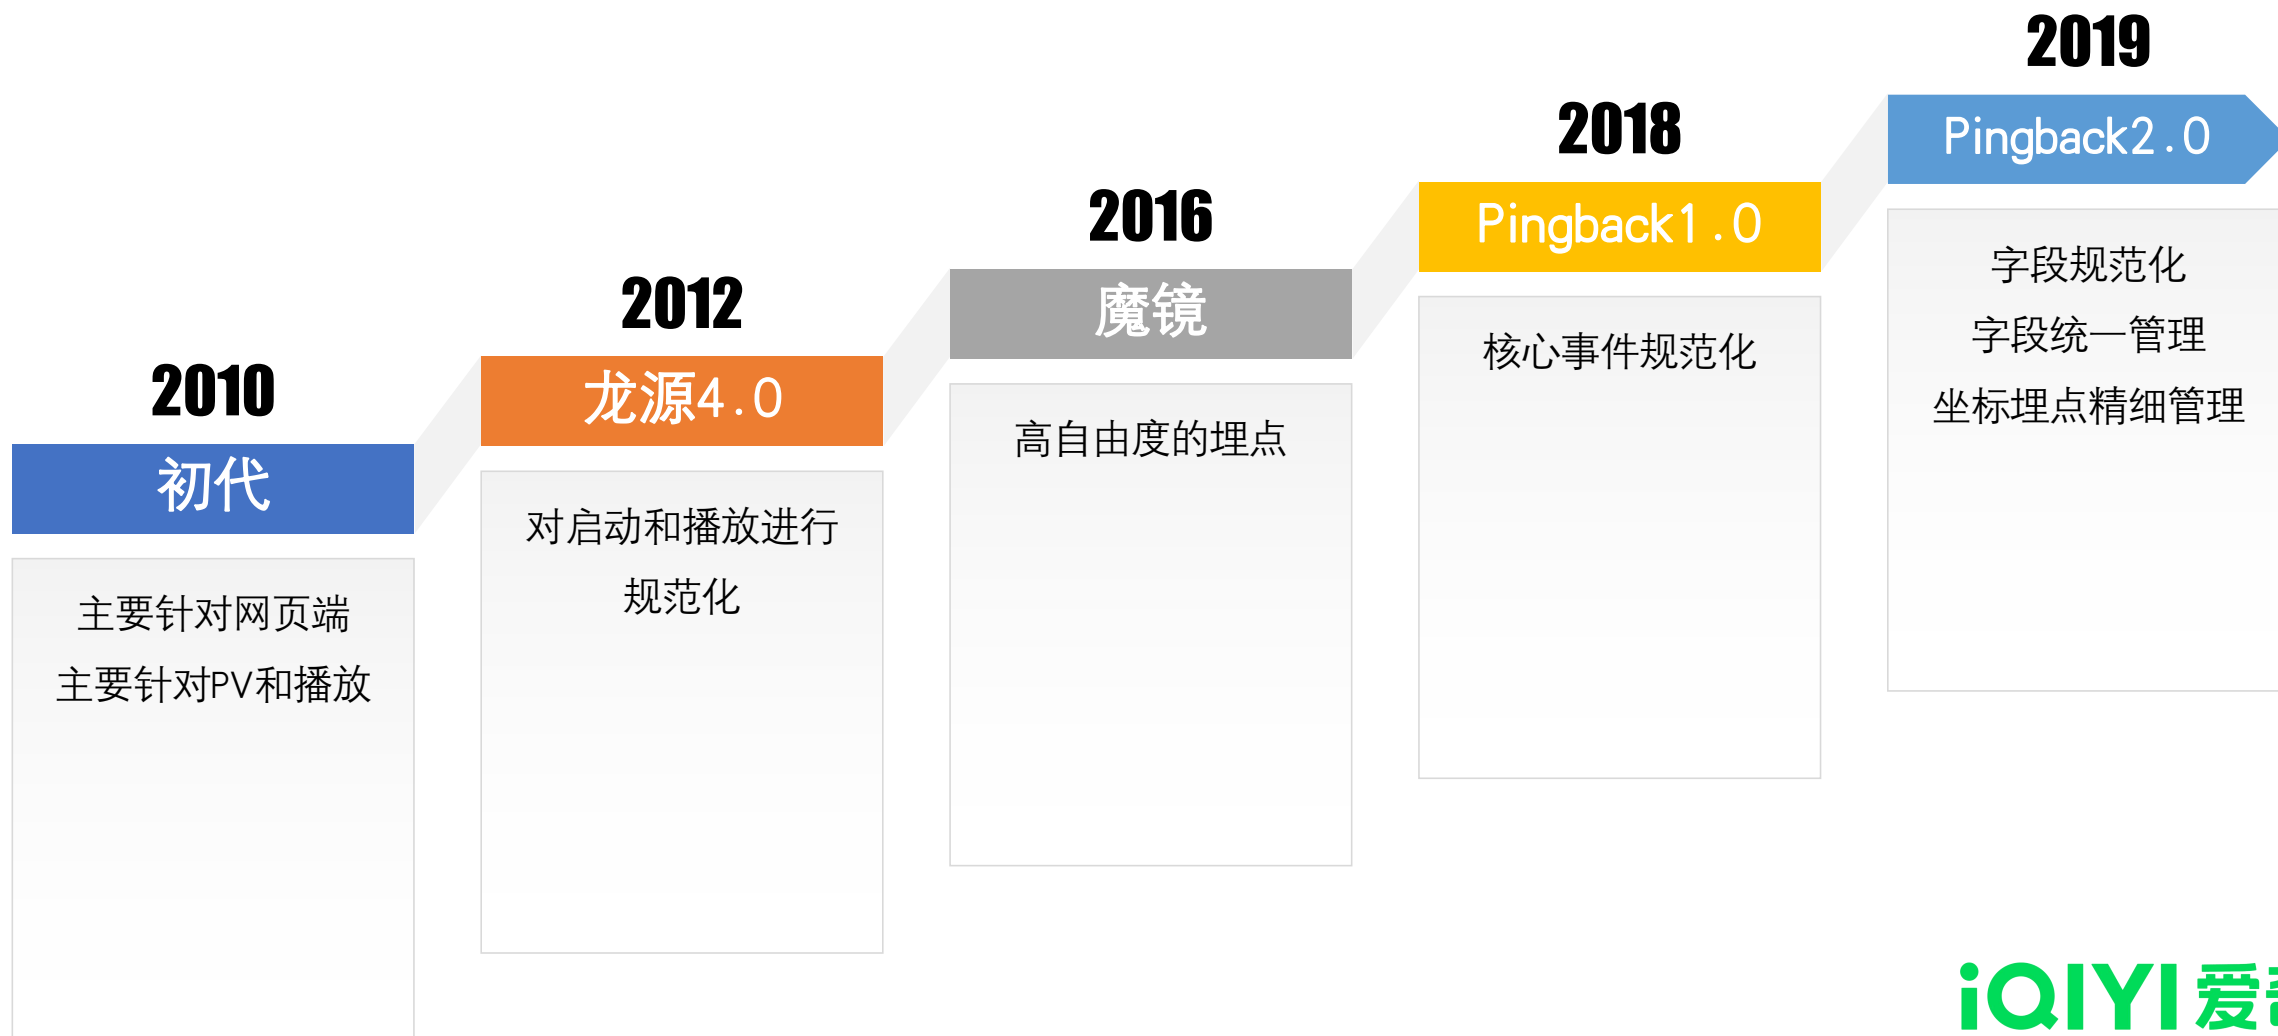 2010
初代
主要针对网页端
主要针对PV和播放
2012
龙源4.0
对启动和播放进行
规范化
2016
魔镜
高自由度的埋点
2018
Pingback1.0
核心事件规范化
2019
Pingback2.0
字段规范化
字段统一管理
坐标埋点精细管理
iQIYI 爱